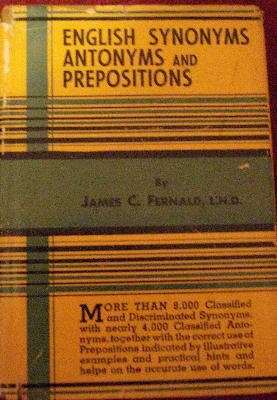 ENGLISH SYNONYMS
ANTONYMS AND
PREPOSITIONS
By
JAMES C. FERNALD, L.H.D.
MORE THAN 8,000 Classified
and Discriminated Synonyms,
with nearly 4,000 Classified Anto-
nyms, together with the correct use of
Prepositions indicated by Illustrative
examples and practical hints and
helps on the accurate use of words.